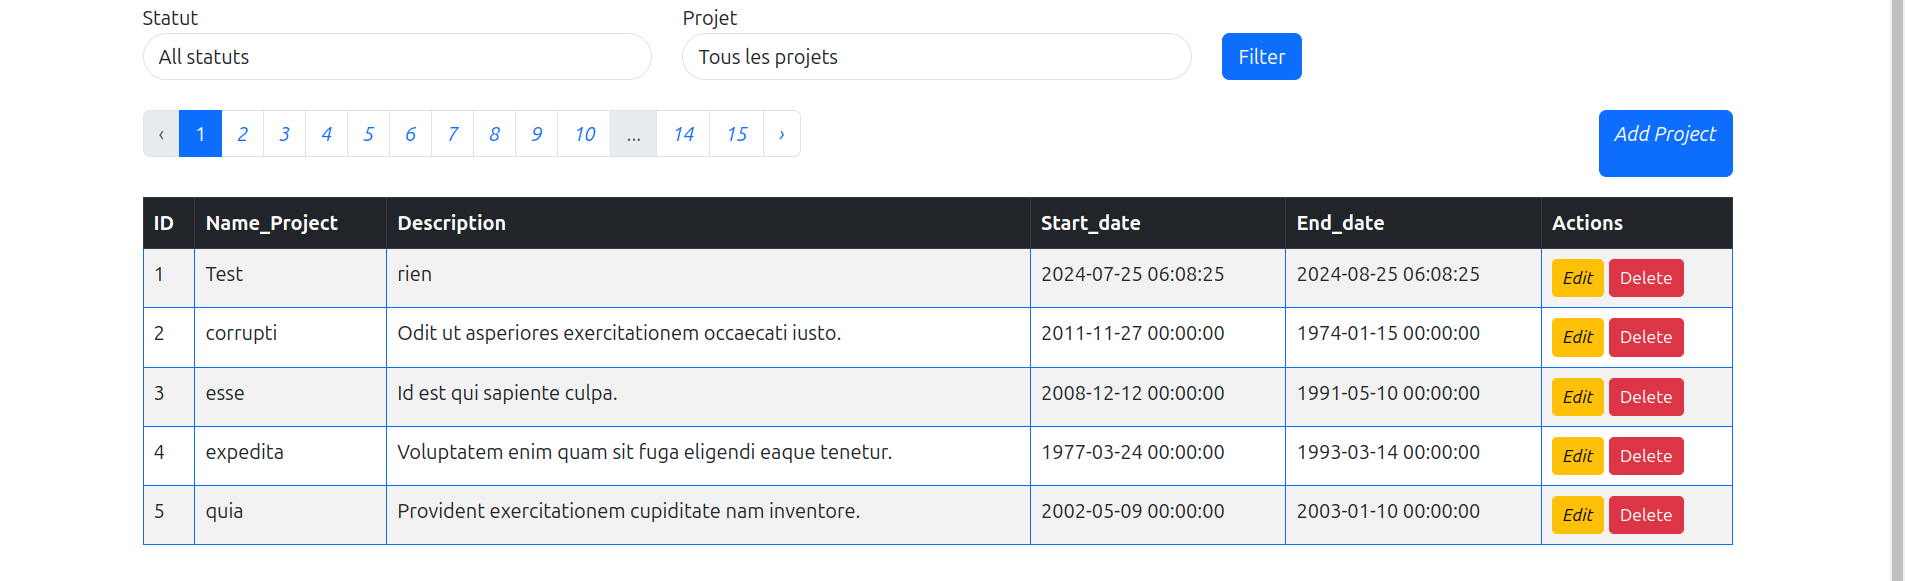 Statut Projet
All statuts Tous les projets Filter
‹ 1 2 3 4 5 6 7 8 9 10 ... 14 15 › Add Project
ID Name_Project Description Start_date End_date Actions
1 Test rien 2024-07-25 06:08:25 2024-08-25 06:08:25 Edit Delete
2 corrupti Odit ut asperiores exercitationem occaecati iusto. 2011-11-27 00:00:00 1974-01-15 00:00:00 Edit Delete
3 esse Id est qui sapiente culpa. 2008-12-12 00:00:00 1991-05-10 00:00:00 Edit Delete
4 expedita Voluptatem enim quam sit fuga eligendi eaque tenetur. 1977-03-24 00:00:00 1993-03-14 00:00:00 Edit Delete
5 quia Provident exercitationem cupiditate nam inventore. 2002-05-09 00:00:00 2003-01-10 00:00:00 Edit Delete